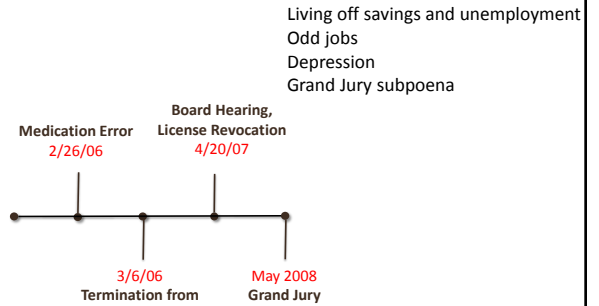 Living off savings and unemployment
Odd jobs
Depression
Grand Jury subpoena
Board Hearing,
License Revocation
4/20/07
Medication Error
2/26/06
3/6/06
Termination from
May 2008
Grand Jury